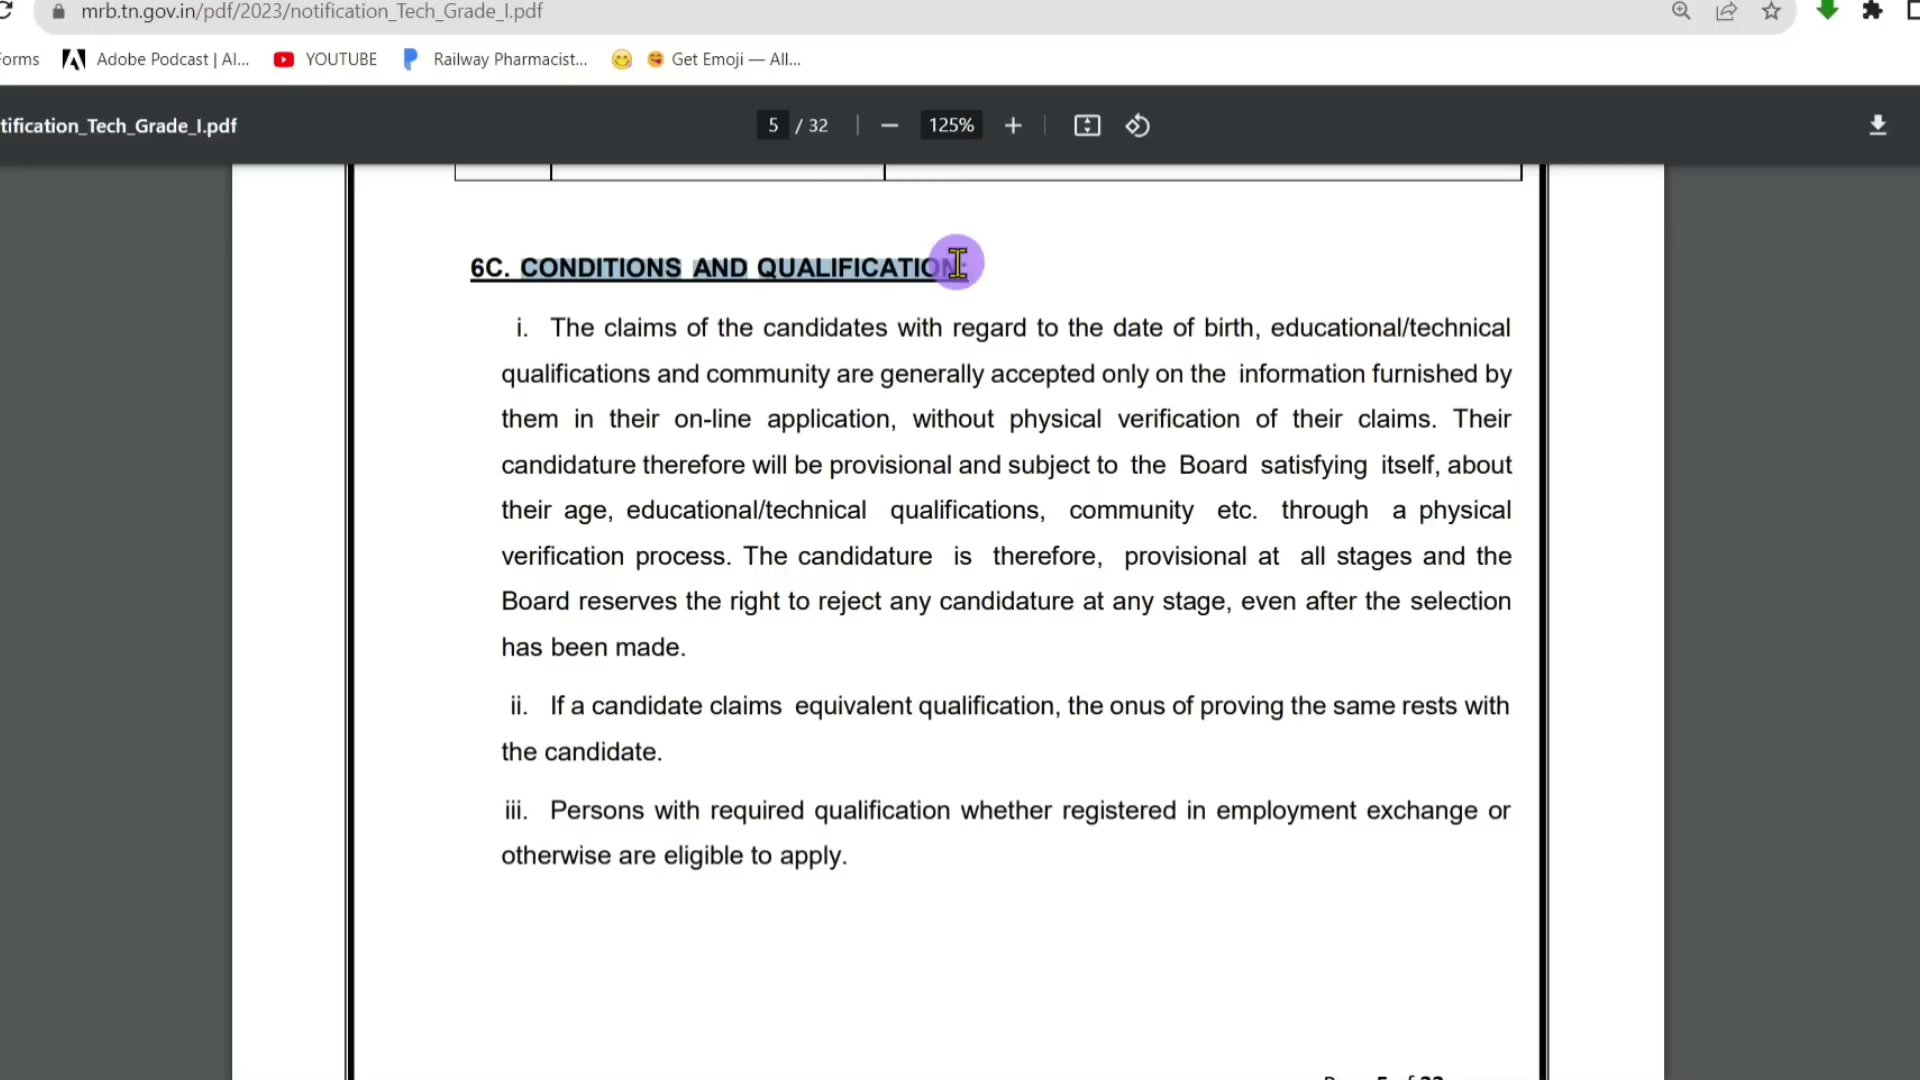 mrb.tn.gov.in/pdf/2023/notification_Tech_Grade_I.pdf
orms Adobe Podcast | Al... YOUTUBE Railway Pharmacist... Get Emoji — All...
tification_Tech_Grade_I.pdf 5 / 32 125%
6C. CONDITIONS AND QUALIFICATION:
i. The claims of the candidates with regard to the date of birth, educational/technical
qualifications and community are generally accepted only on the information furnished by
them in their on-line application, without physical verification of their claims. Their
candidature therefore will be provisional and subject to the Board satisfying itself, about
their age, educational/technical qualifications, community etc. through a physical
verification process. The candidature is therefore, provisional at all stages and the
Board reserves the right to reject any candidature at any stage, even after the selection
has been made.
ii. If a candidate claims equivalent qualification, the onus of proving the same rests with
the candidate.
iii. Persons with required qualification whether registered in employment exchange or
otherwise are eligible to apply.